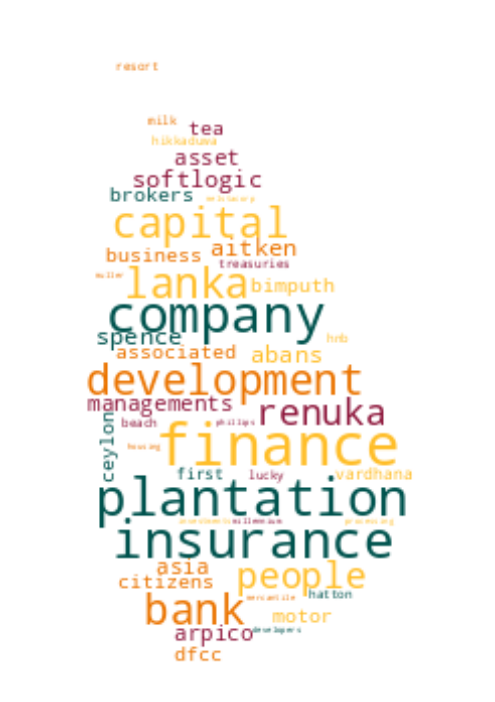 resort
milk
tea
hikkaduwa
asset
softlogic
brokers
capital
aitken
business
treasuries
muller
lanka
bimputh
company
spence
hnb
associated
abans
development
managements
renuka
beach
phillips
ceylon
finance
housing
first
lucky
vardhana
plantation
investments
millennium
processing
insurance
asia
people
citizens
hatton
mercantile
bank
motor
arpico
developers
dfcc